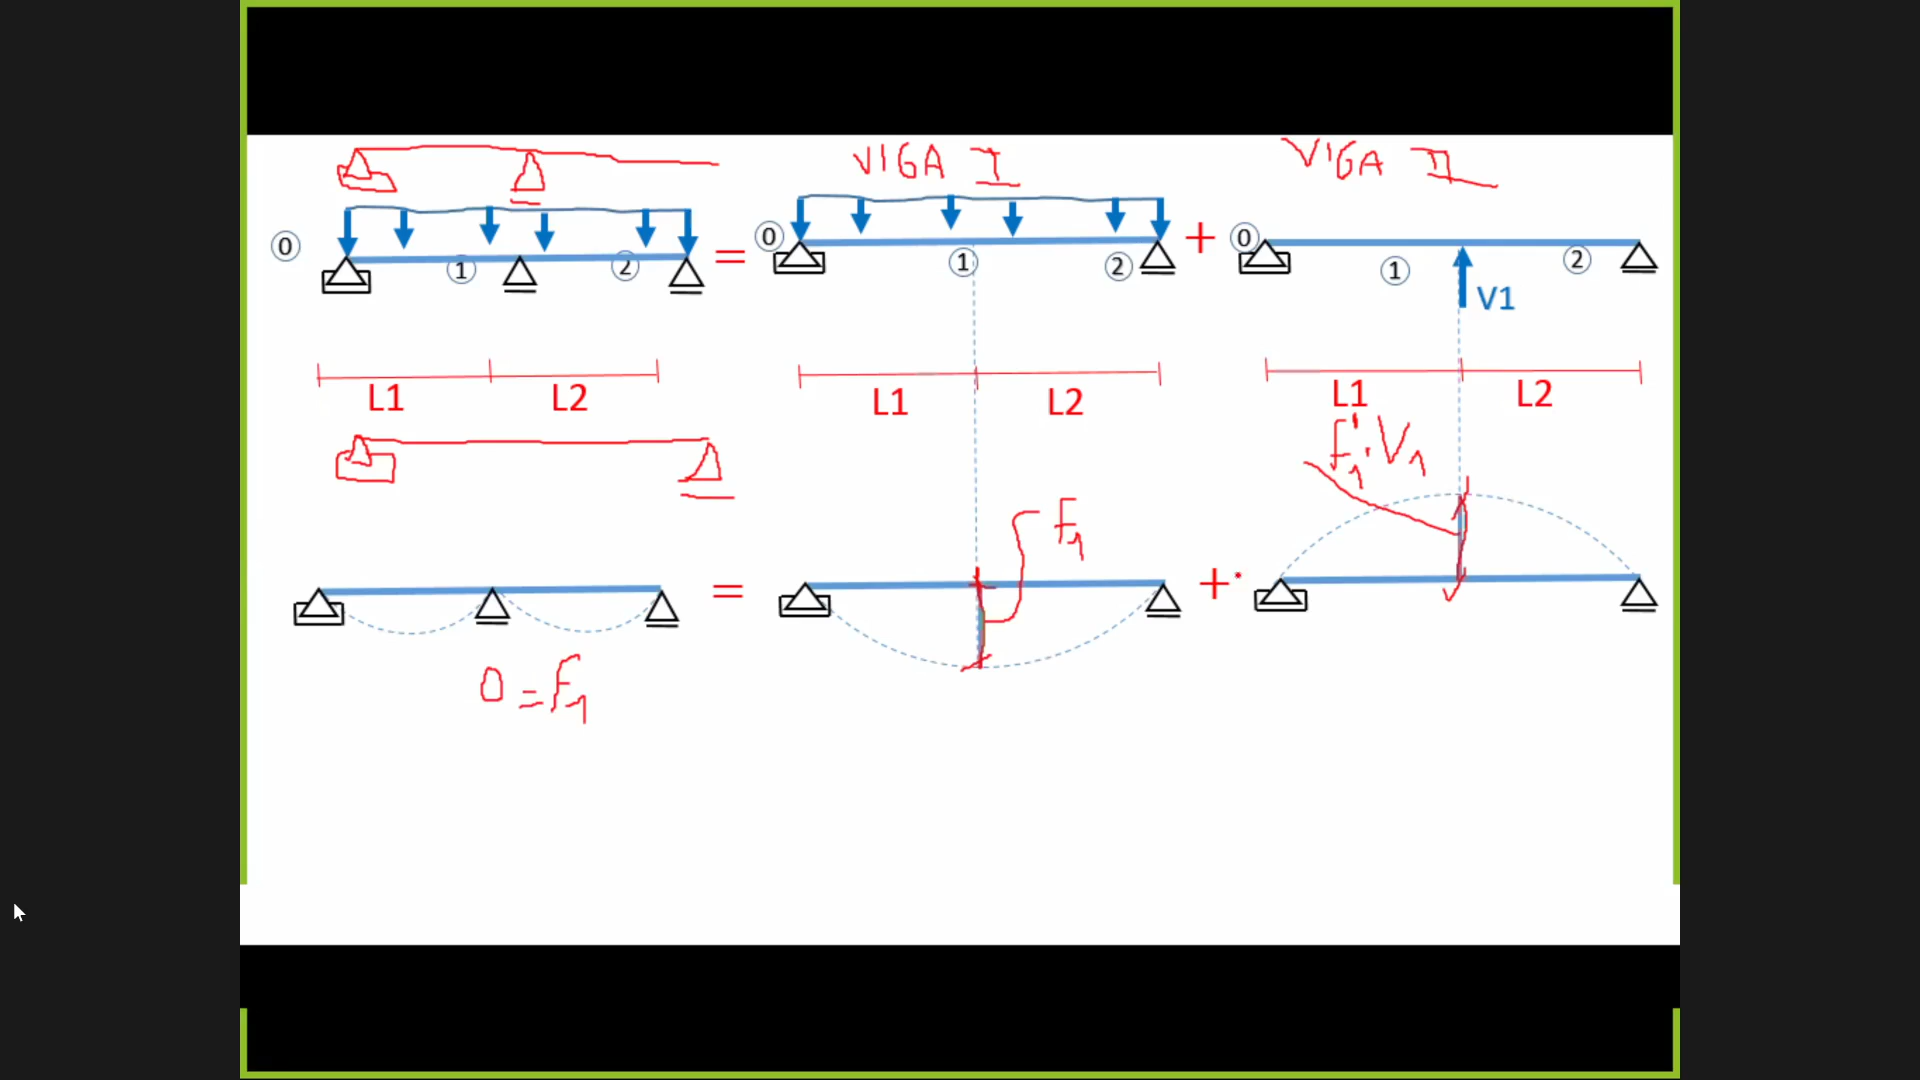 VIGA I
VIGA II
0
1
2
=
0
1
2
+
0
1
2
V1
L1
L2
L1
L2
L1
L2
f'₁·V₁
f₁
=
+
0=f₁